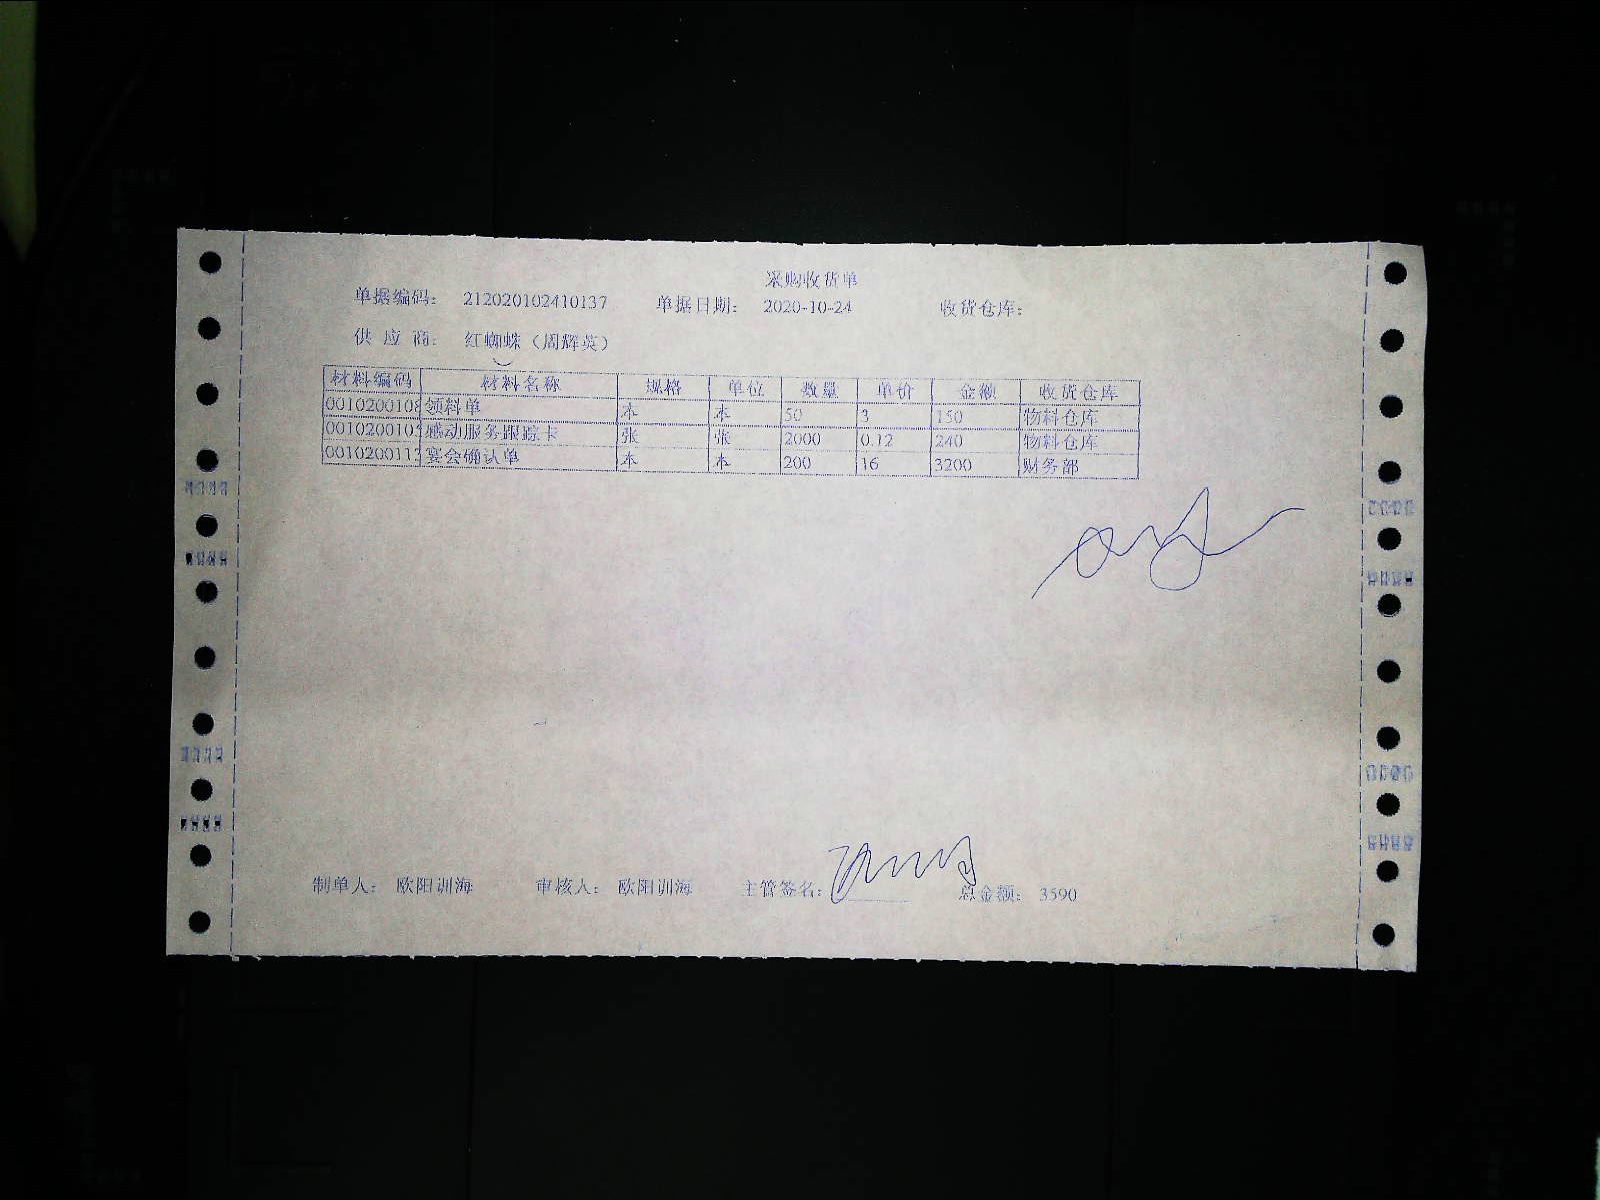 采购收货单
单据编码： 212020102410137 单据日期： 2020-10-24 收货仓库：
供 应 商： 红蜘蛛（周辉英）
材料编码 材料名称 规格 单位 数量 单价 金额 收货仓库
0010200108 领料单 本 本 50 3 150 物料仓库
001020010 感动服务跟踪卡 张 张 2000 0.12 240 物料仓库
001020011 宴会确认单 本 本 200 16 3200 财务部
制单人： 欧阳训海 审核人： 欧阳训海 主管签名： 总金额： 3590